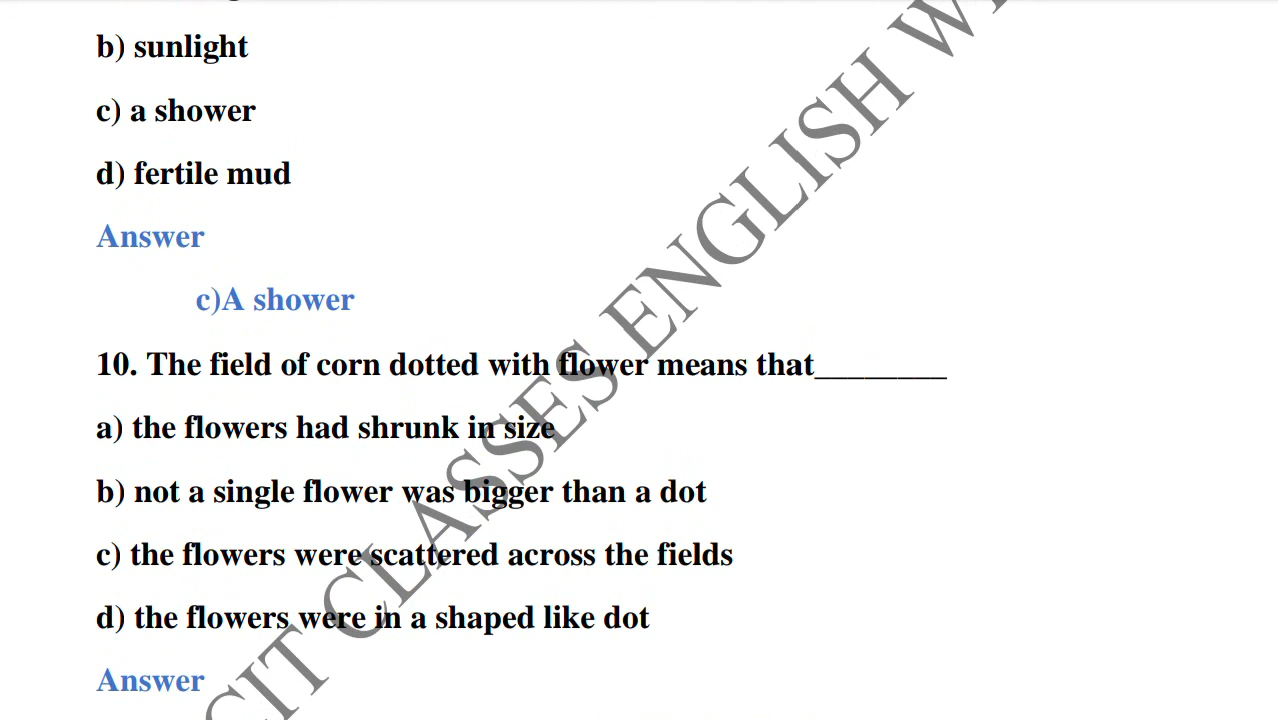 b) sunlight
c) a shower
d) fertile mud
Answer
c)A shower
10. The field of corn dotted with flower means that________
a) the flowers had shrunk in size
b) not a single flower was bigger than a dot
c) the flowers were scattered across the fields
d) the flowers were in a shaped like dot
Answer
CIT CLASSES ENGLISH